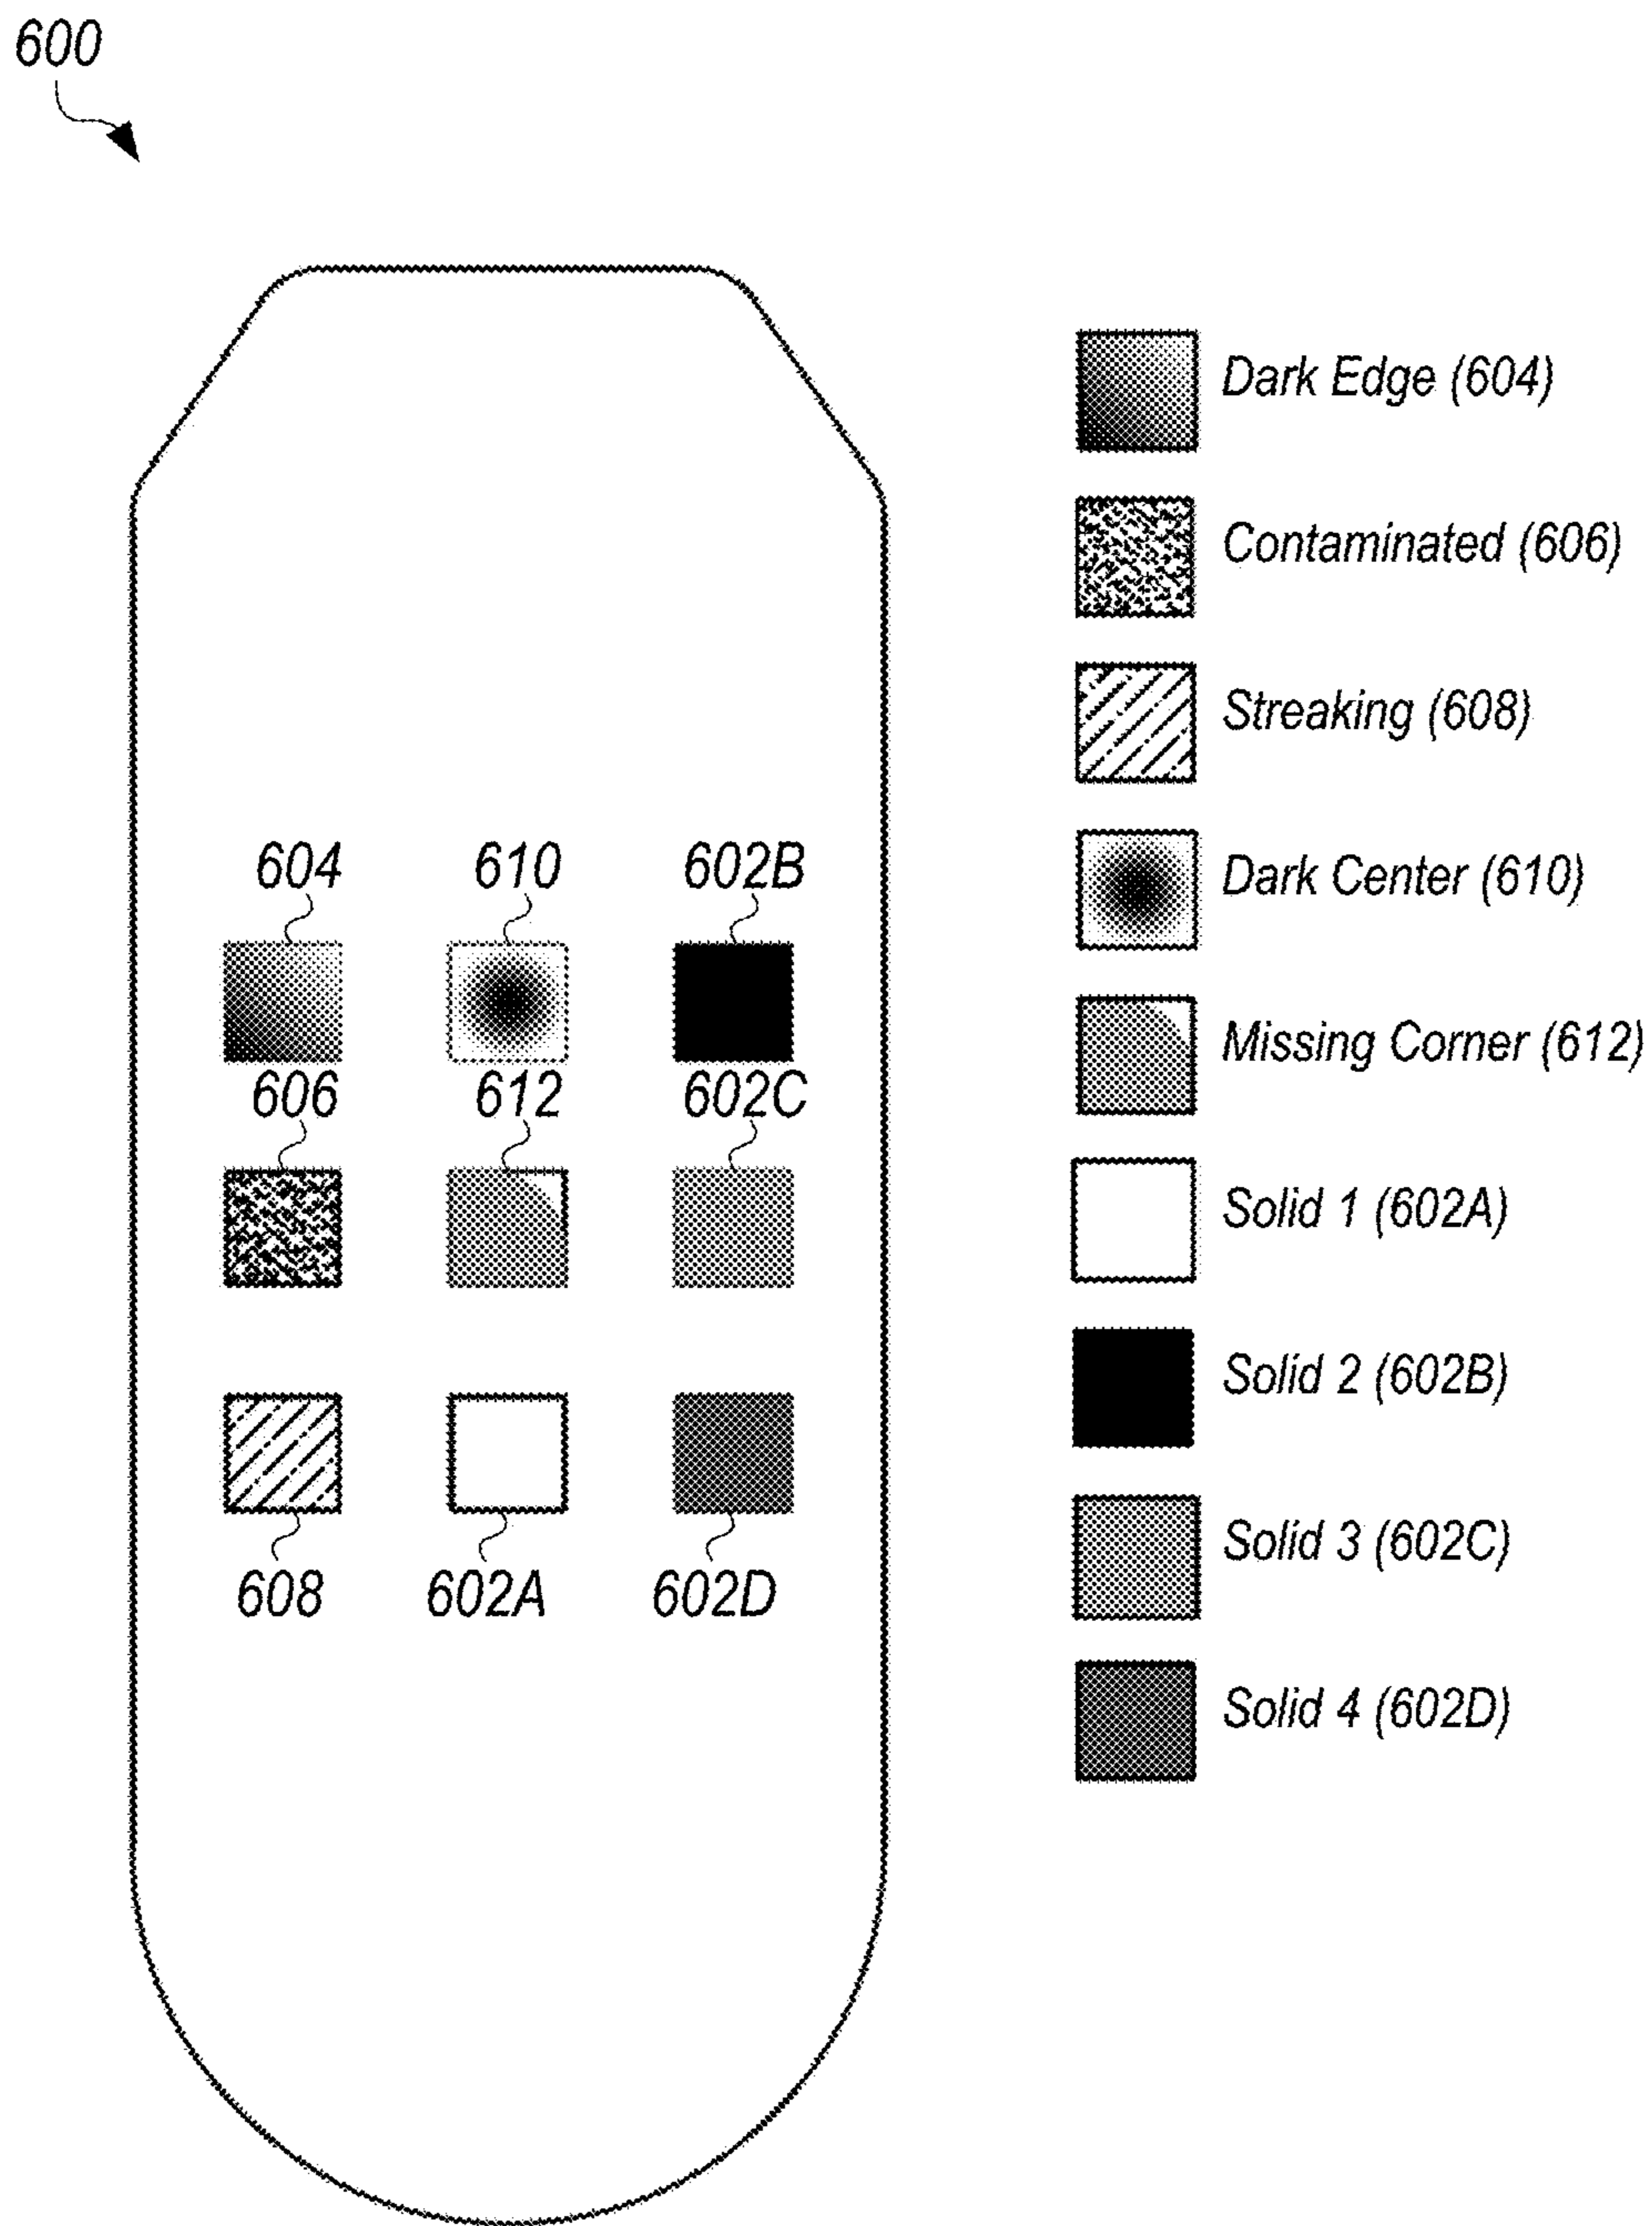 600
604 610 602B
606 612 602C
608 602A 602D
Dark Edge (604)
Contaminated (606)
Streaking (608)
Dark Center (610)
Missing Corner (612)
Solid 1 (602A)
Solid 2 (602B)
Solid 3 (602C)
Solid 4 (602D)